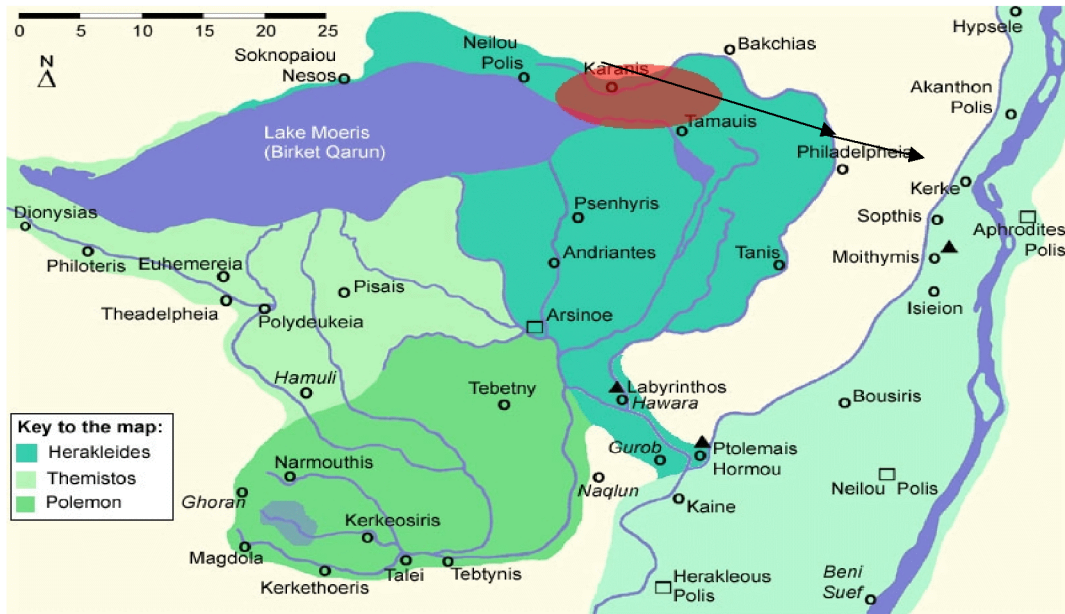 0 5 10 15 20 25
N
Soknopaiou
Nesos
Neilou
Polis
Karanis
Bakchias
Hypsele
Akanthon
Polis
Lake Moeris
(Birket Qarun)
Tamauis
Philadelpheia
Kerke
Dionysias
Psenhyris
Sopthis
Aphrodites
Polis
Philoteris
Euhemereia
Andriantes
Tanis
Moithymis
Pisais
Theadelpheia
Polydeukeia
Arsinoe
Isieion
Hamuli
Tebetny
Labyrinthos
Hawara
Bousiris
Key to the map:
Herakleides
Themistos
Polemon
Gurob
Ptolemais
Hormou
Narmouthis
Ghoran
Naqlun
Kaine
Neilou Polis
Kerkeosiris
Magdola
Kerkethoeris
Talei
Tebtynis
Herakleous
Polis
Beni
Suef